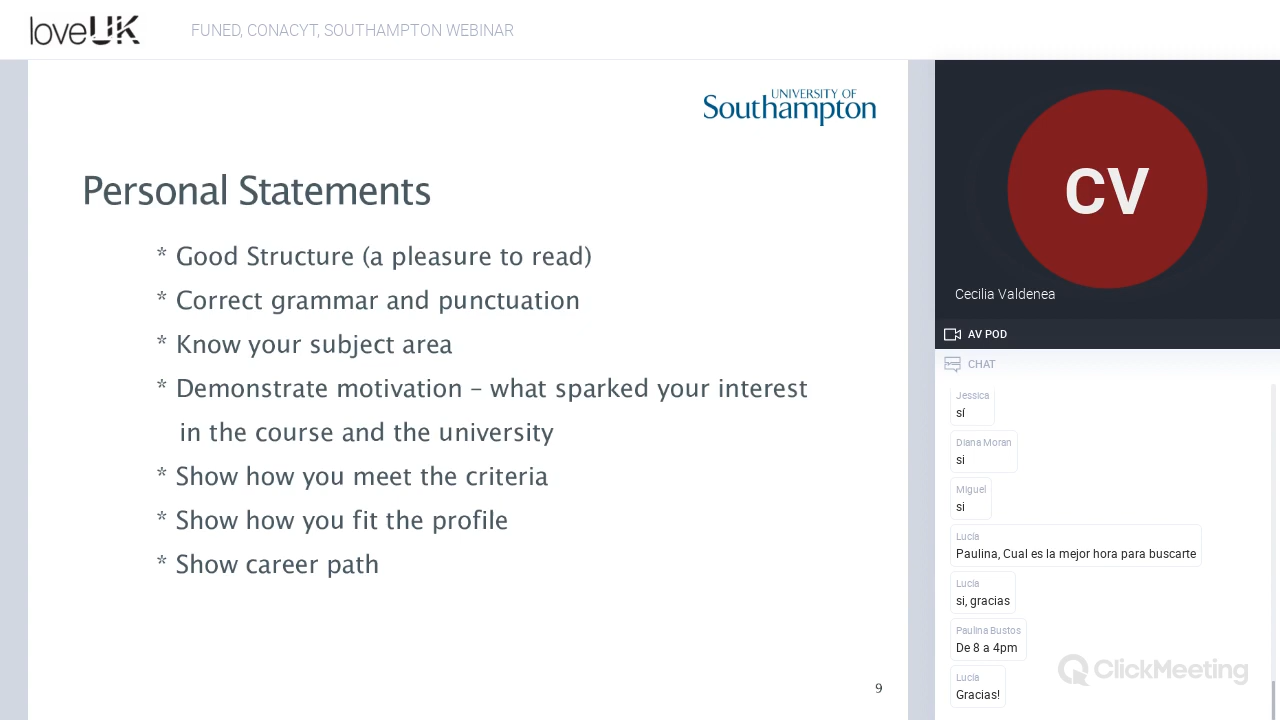 loveUK
FUNED, CONACYT, SOUTHAMPTON WEBINAR
UNIVERSITY OF
Southampton
Personal Statements
* Good Structure (a pleasure to read)
* Correct grammar and punctuation
* Know your subject area
* Demonstrate motivation – what sparked your interest
in the course and the university
* Show how you meet the criteria
* Show how you fit the profile
* Show career path
9
CV
Cecilia Valdenea
AV POD
CHAT
Jessica
sí
Diana Moran
si
Miguel
si
Lucía
Paulina, Cual es la mejor hora para buscarte
Lucía
si, gracias
Paulina Bustos
De 8 a 4pm
Lucía
Gracias!
ClickMeeting